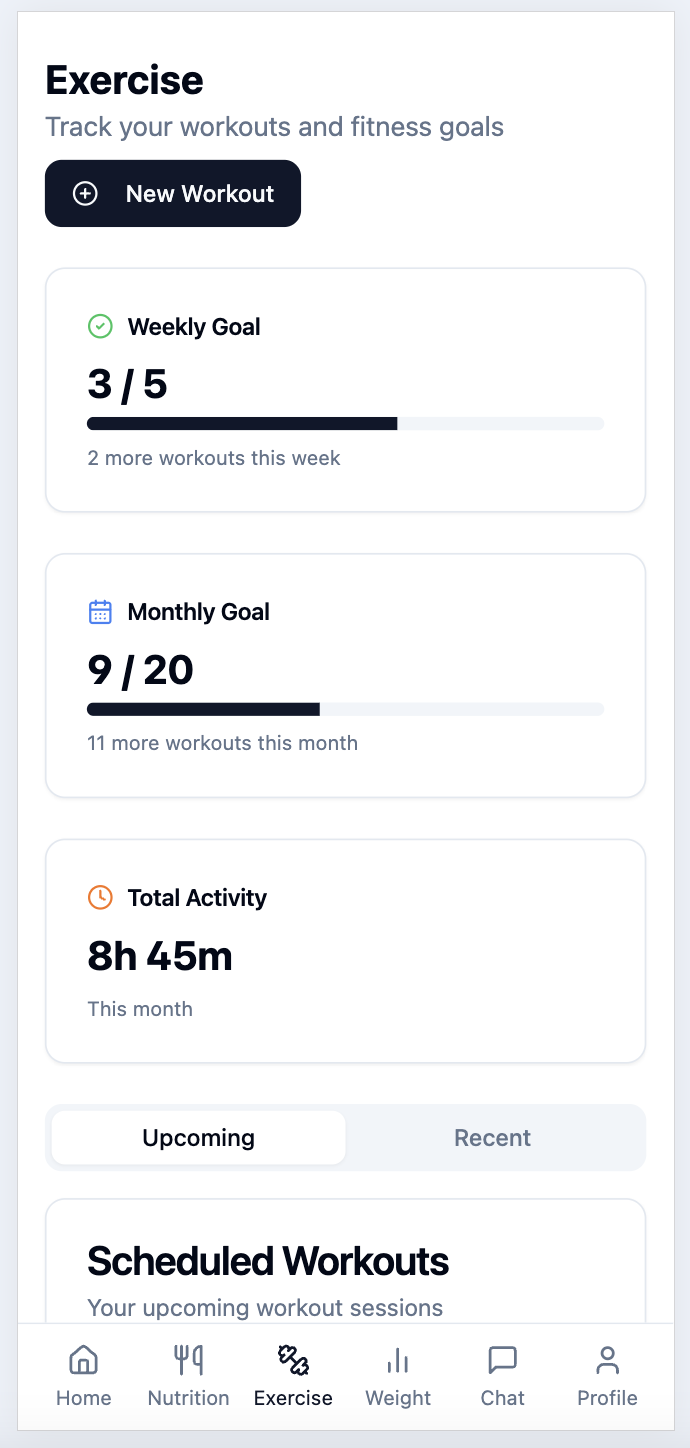 Exercise
Track your workouts and fitness goals
New Workout
Weekly Goal
3 / 5
2 more workouts this week
Monthly Goal
9 / 20
11 more workouts this month
Total Activity
8h 45m
This month
Upcoming Recent
Scheduled Workouts
Your upcoming workout sessions
Home Nutrition Exercise Weight Chat Profile